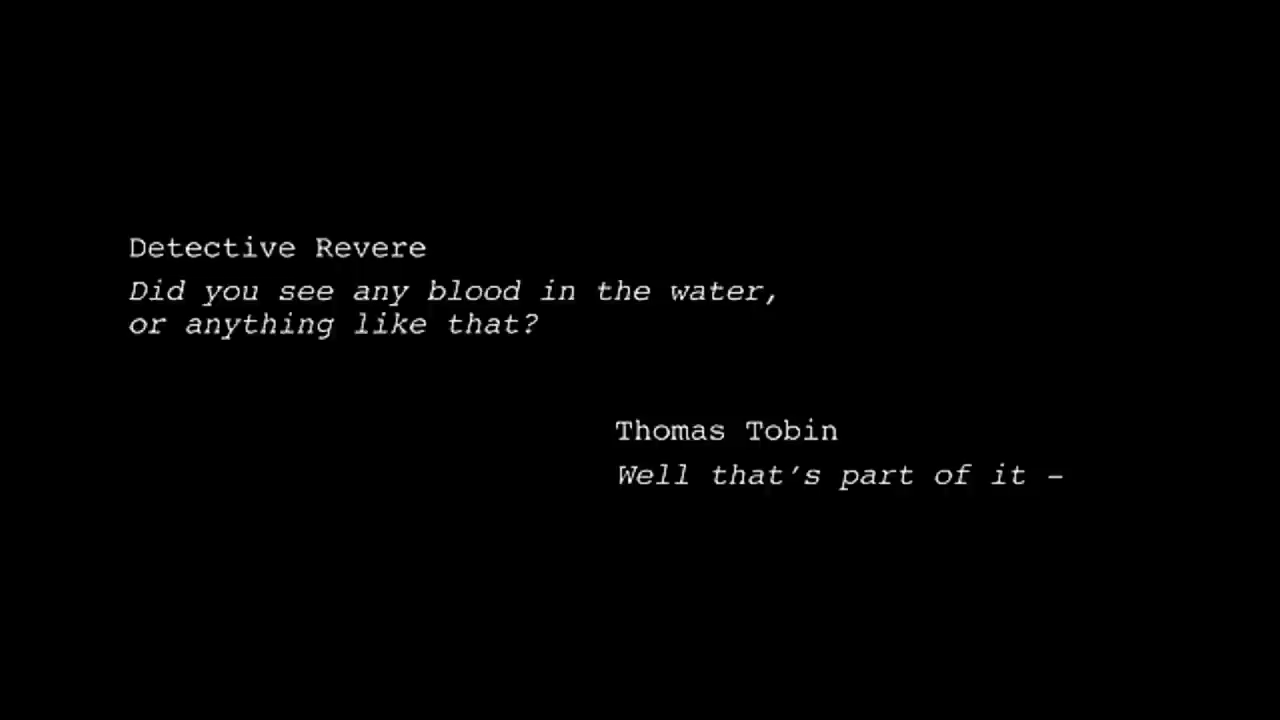 Detective Revere
Did you see any blood in the water,
or anything like that?
Thomas Tobin
Well that’s part of it –